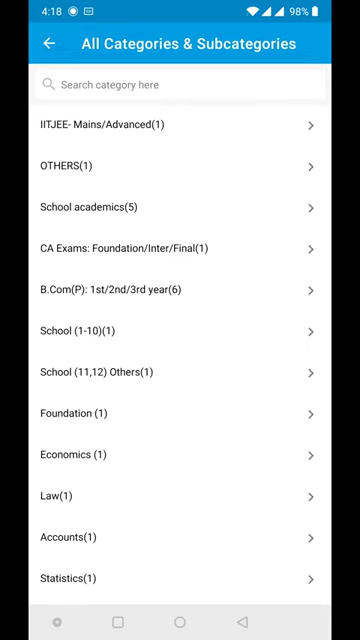 4:18
98%
All Categories & Subcategories
Search category here
IITJEE- Mains/Advanced(1)
OTHERS(1)
School academics(5)
CA Exams: Foundation/Inter/Final(1)
B.Com(P): 1st/2nd/3rd year(6)
School (1-10)(1)
School (11,12) Others(1)
Foundation (1)
Economics (1)
Law(1)
Accounts(1)
Statistics(1)